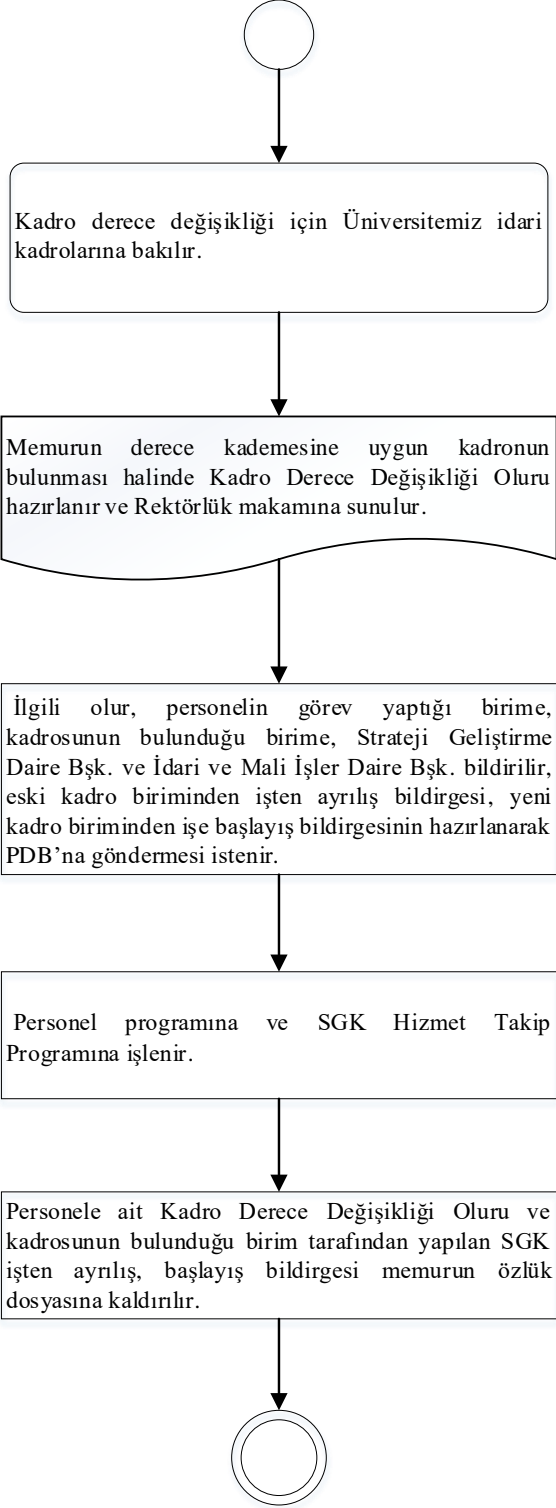 Kadro derece değişikliği için Üniversitemiz idari
kadrolarına bakılır.
Memurun derece kademesine uygun kadronun
bulunması halinde Kadro Derece Değişikliği Oluru
hazırlanır ve Rektörlük makamına sunulur.
İlgili olur, personelin görev yaptığı birime,
kadrosunun bulunduğu birime, Strateji Geliştirme
Daire Bşk. ve İdari ve Mali İşler Daire Bşk. bildirilir,
eski kadro biriminden işten ayrılış bildirgesi, yeni
kadro biriminden işe başlayış bildirgesinin hazırlanarak
PDB’na göndermesi istenir.
Personel programına ve SGK Hizmet Takip
Programına işlenir.
Personele ait Kadro Derece Değişikliği Oluru ve
kadrosunun bulunduğu birim tarafından yapılan SGK
işten ayrılış, başlayış bildirgesi memurun özlük
dosyasına kaldırılır.